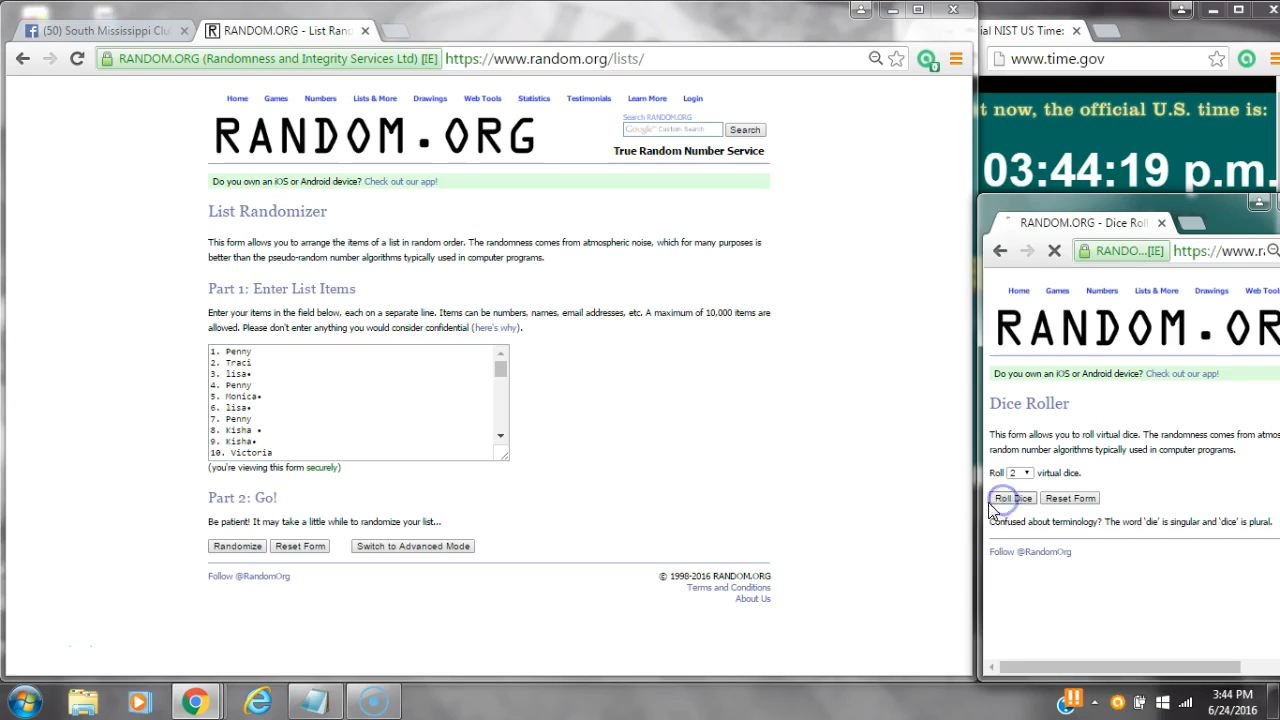 (50) South Mississippi Clu
RANDOM.ORG - List Rand
RANDOM.ORG (Randomness and Integrity Services Ltd) [IE]
https://www.random.org/lists/
Home Games Numbers Lists & More Drawings Web Tools Statistics Testimonials Learn More Login
RANDOM.ORG
Search RANDOM.ORG
Google™ Custom Search
Search
True Random Number Service
Do you own an iOS or Android device? Check out our app!
List Randomizer
This form allows you to arrange the items of a list in random order. The randomness comes from atmospheric noise, which for many purposes is
better than the pseudo-random number algorithms typically used in computer programs.
Part 1: Enter List Items
Enter your items in the field below, each on a separate line. Items can be numbers, names, email addresses, etc. A maximum of 10,000 items are
allowed. Please don't enter anything you would consider confidential (here's why).
1. Penny
2. Traci
3. lisa•
4. Penny
5. Monica•
6. lisa•
7. Penny
8. Kisha •
9. Kisha•
10. Victoria
(you're viewing this form securely)
Part 2: Go!
Be patient! It may take a little while to randomize your list...
Randomize Reset Form Switch to Advanced Mode
Follow @RandomOrg
© 1998-2016 RANDOM.ORG
Terms and Conditions
About Us
ial NIST US Time:
www.time.gov
t now, the official U.S. time is:
03:44:19 p.m.
RANDOM.ORG - Dice Roll
RANDO...[IE]
https://www.ra
Home Games Numbers Lists & More Drawings Web Tool
RANDOM.OR
Do you own an iOS or Android device? Check out our app!
Dice Roller
This form allows you to roll virtual dice. The randomness comes from atmos
random number algorithms typically used in computer programs.
Roll 2 virtual dice.
Roll Dice Reset Form
Confused about terminology? The word 'die' is singular and 'dice' is plural.
Follow @RandomOrg
3:44 PM
6/24/2016